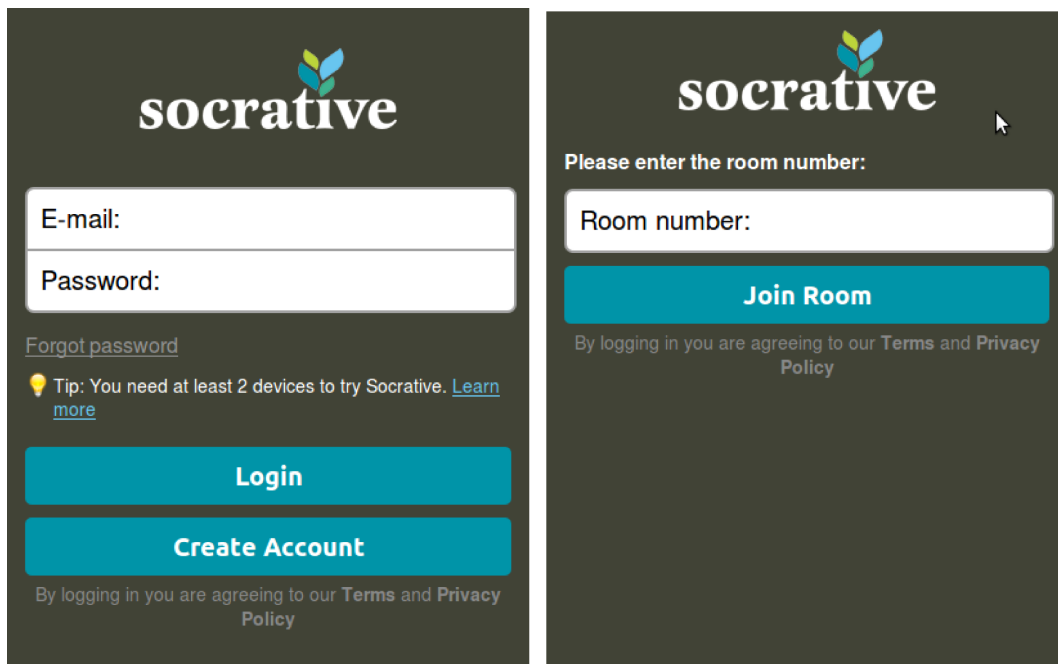 socrative
E-mail:
Password:
Forgot password
Tip: You need at least 2 devices to try Socrative. Learn
more
Login
Create Account
By logging in you are agreeing to our Terms and Privacy
Policy
socrative
Please enter the room number:
Room number:
Join Room
By logging in you are agreeing to our Terms and Privacy
Policy